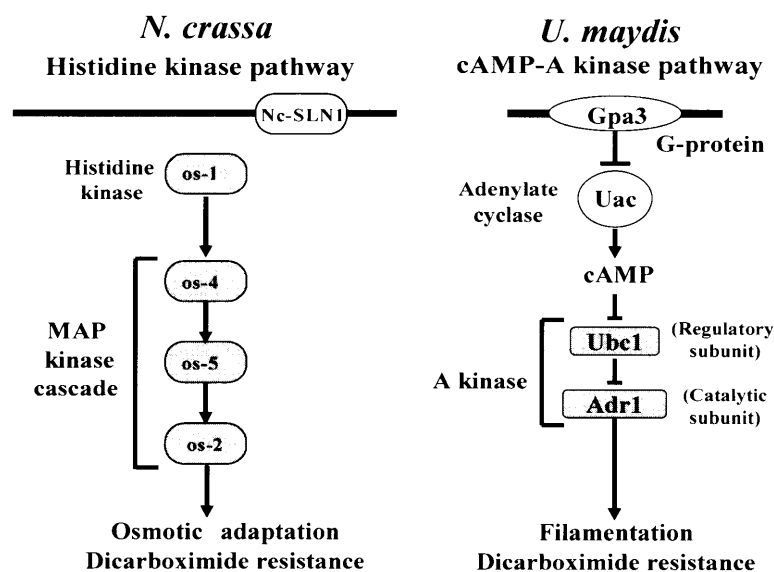 N. crassa
Histidine kinase pathway
Nc-SLN1
Histidine
kinase
os-1
os-4
MAP
kinase
cascade
os-5
os-2
Osmotic adaptation
Dicarboximide resistance
U. maydis
cAMP-A kinase pathway
Gpa3
G-protein
Adenylate
cyclase
Uac
cAMP
Ubc1
(Regulatory
subunit)
A kinase
Adr1
(Catalytic
subunit)
Filamentation
Dicarboximide resistance